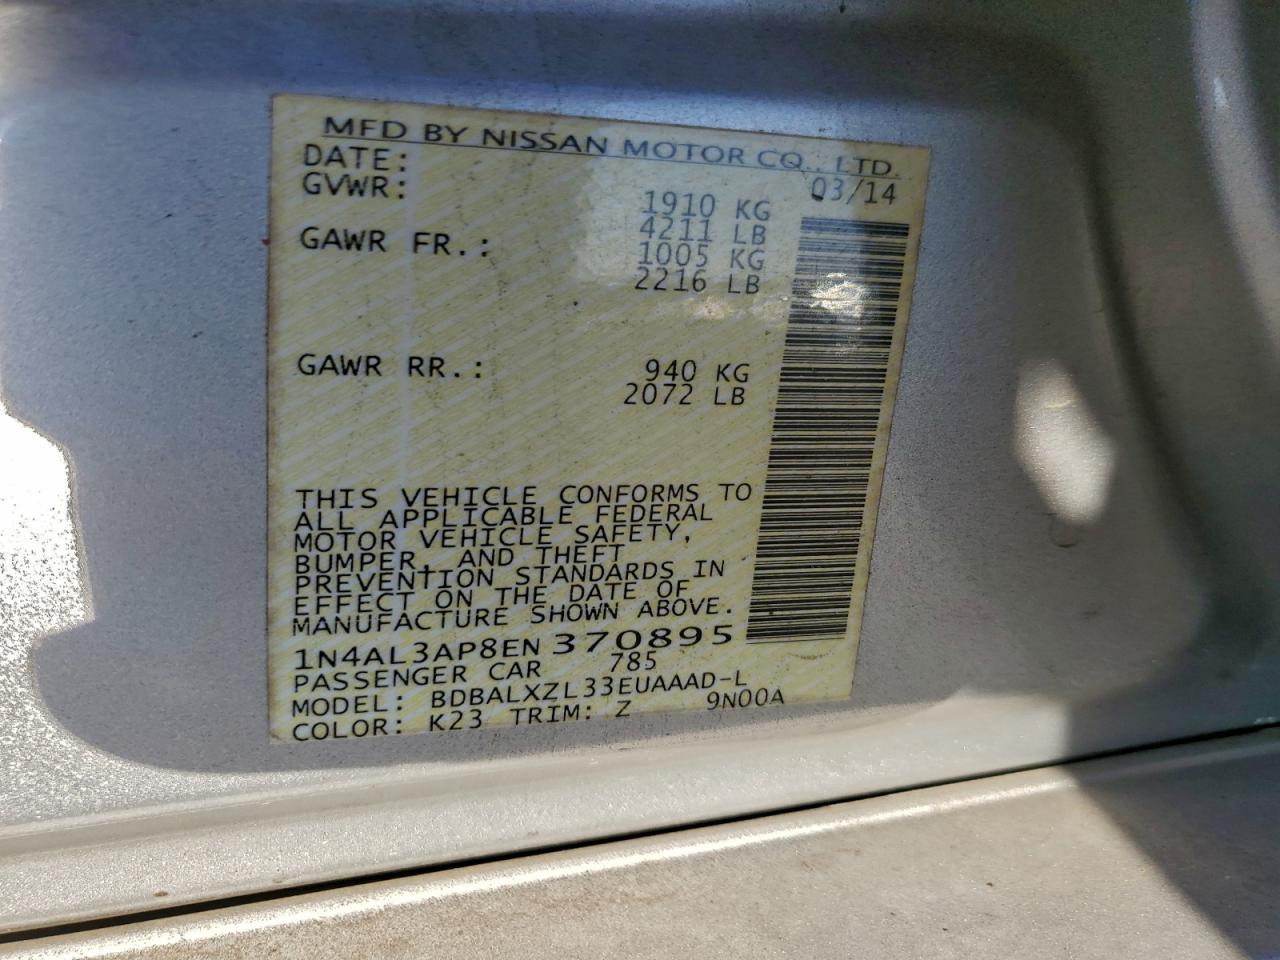 MFD BY NISSAN MOTOR CO., LTD.
DATE: 03/14
GVWR: 1910 KG
4211 LB
GAWR FR.: 1005 KG
2216 LB
GAWR RR.: 940 KG
2072 LB
THIS VEHICLE CONFORMS TO
ALL APPLICABLE FEDERAL
MOTOR VEHICLE SAFETY,
BUMPER, AND THEFT
PREVENTION STANDARDS IN
EFFECT ON THE DATE OF
MANUFACTURE SHOWN ABOVE.
1N4AL3AP8EN370895
PASSENGER CAR 785
MODEL: BDBALXZL33EUAAAD-L
COLOR: K23 TRIM: Z 9N00A